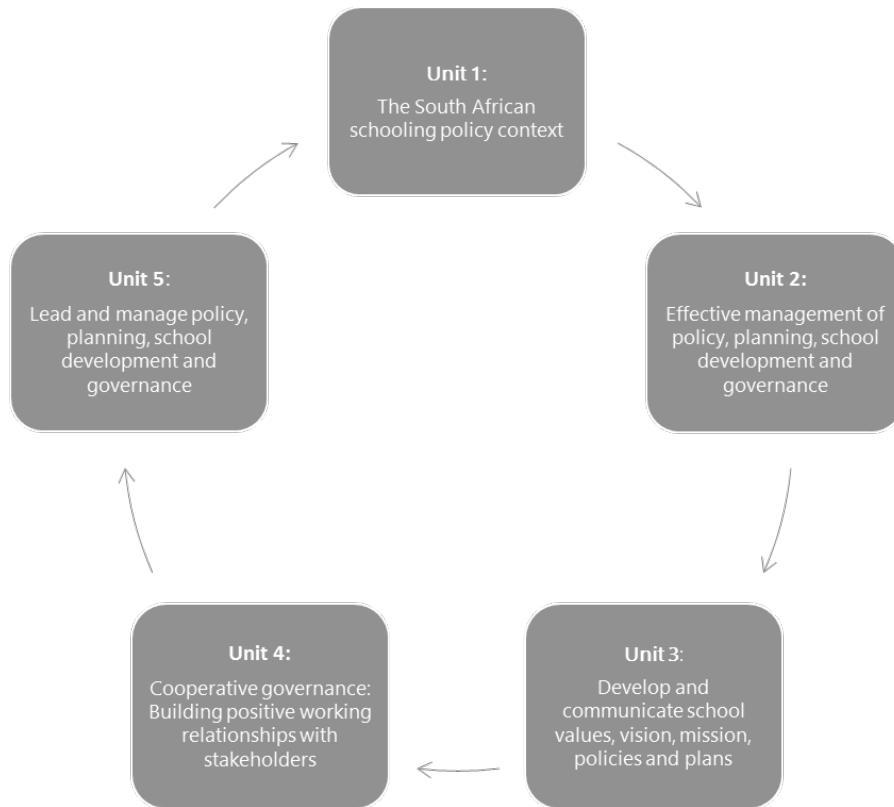 Unit 1:
The South African
schooling policy context
Unit 2:
Effective management of
policy, planning, school
development and
governance
Unit 3:
Develop and
communicate school
values, vision, mission,
policies and plans
Unit 4:
Cooperative governance:
Building positive working
relationships with
stakeholders
Unit 5:
Lead and manage policy,
planning, school
development and
governance